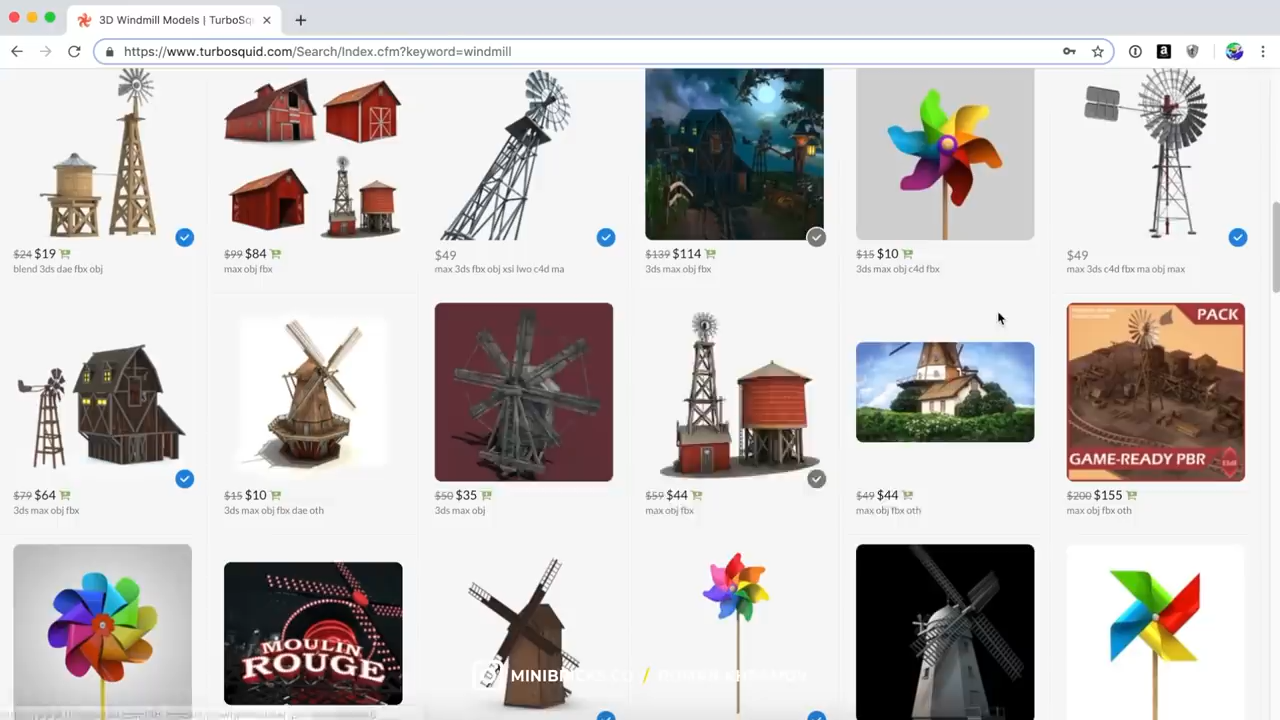 3D Windmill Models | TurboSq
https://www.turbosquid.com/Search/Index.cfm?keyword=windmill
$24 $19
blend 3ds dae fbx obj
$99 $84
max obj fbx
$49
max 3ds fbx obj xsi lwo c4d ma
$139 $114
3ds max obj fbx
$15 $10
3ds max obj c4d fbx
$49
max 3ds c4d fbx ma obj max
PACK
GAME-READY PBR
$79 $64
3ds max obj fbx
$15 $10
3ds max obj fbx dae oth
$50 $35
3ds max obj
$59 $44
max obj fbx
$49 $44
max obj fbx oth
$200 $155
max obj fbx oth
MOULIN
ROUGE
MINIBRICKS.CO /